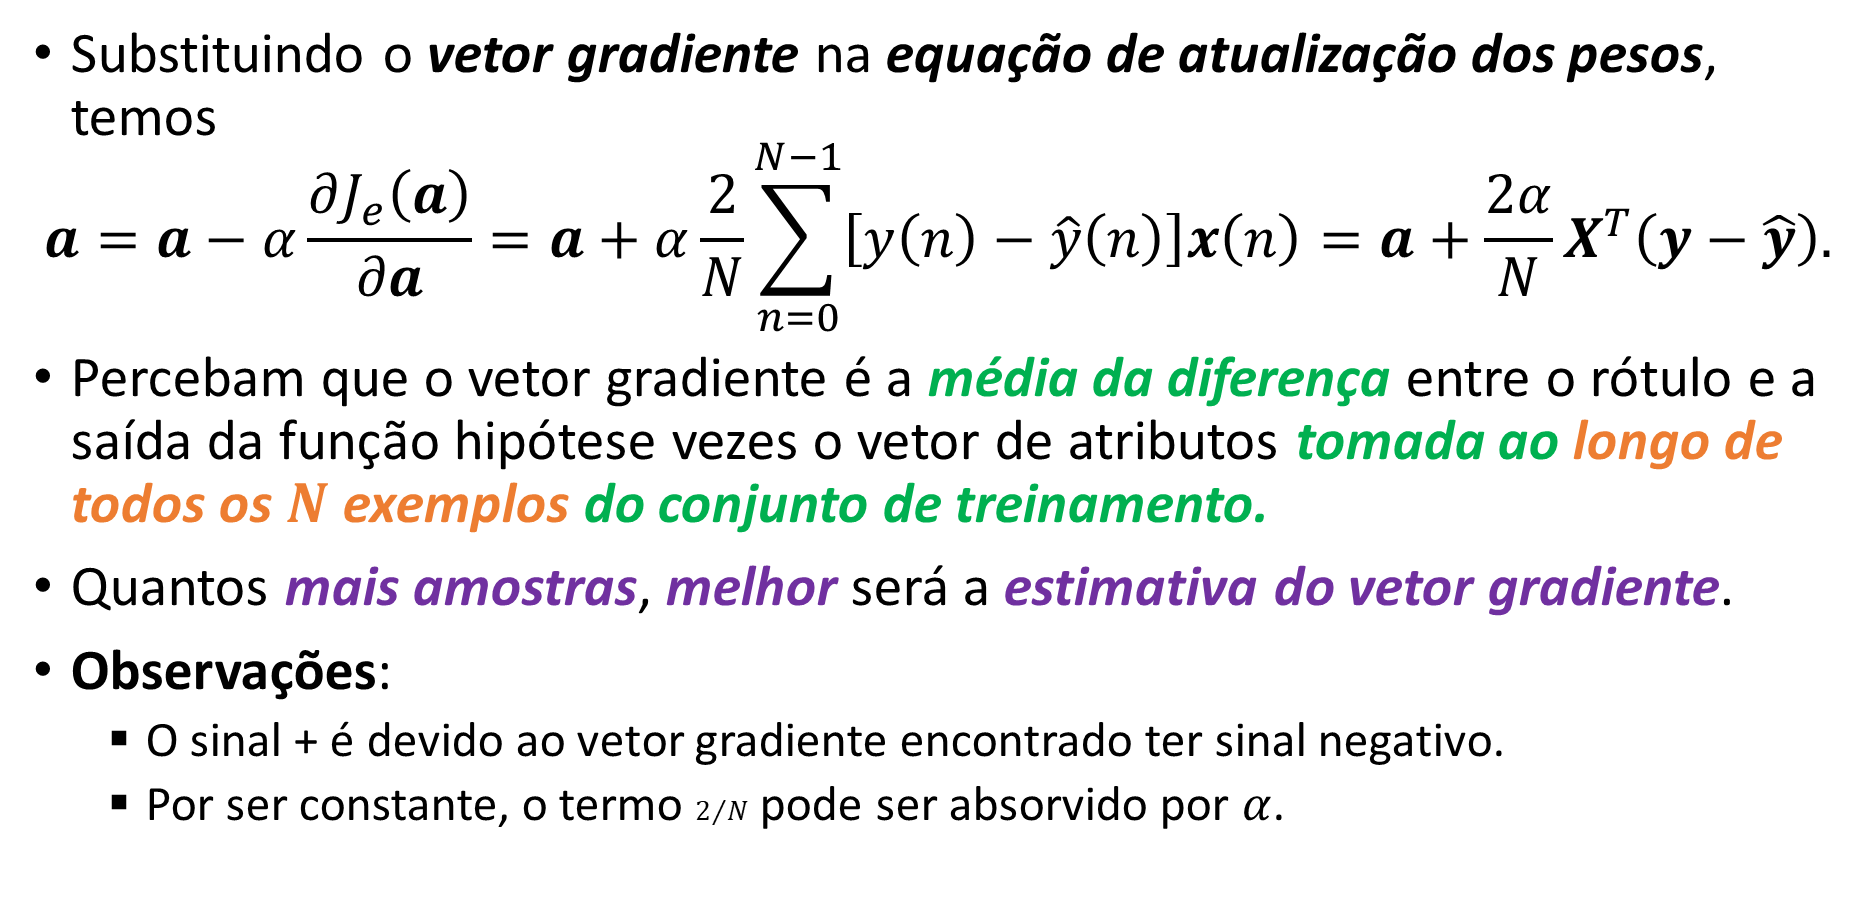 • Substituindo o vetor gradiente na equação de atualização dos pesos,
temos
𝒂 = 𝒂 − α ∂J_e(𝒂)/∂𝒂 = 𝒂 + α 2/N ∑_{n=0}^{N−1} [y(n) − ŷ(n)]𝒙(n) = 𝒂 + 2α/N 𝑿^T(𝒚 − 𝒚̂).
• Percebam que o vetor gradiente é a média da diferença entre o rótulo e a
saída da função hipótese vezes o vetor de atributos tomada ao longo de
todos os N exemplos do conjunto de treinamento.
• Quantos mais amostras, melhor será a estimativa do vetor gradiente.
• Observações:
▪ O sinal + é devido ao vetor gradiente encontrado ter sinal negativo.
▪ Por ser constante, o termo 2/N pode ser absorvido por α.